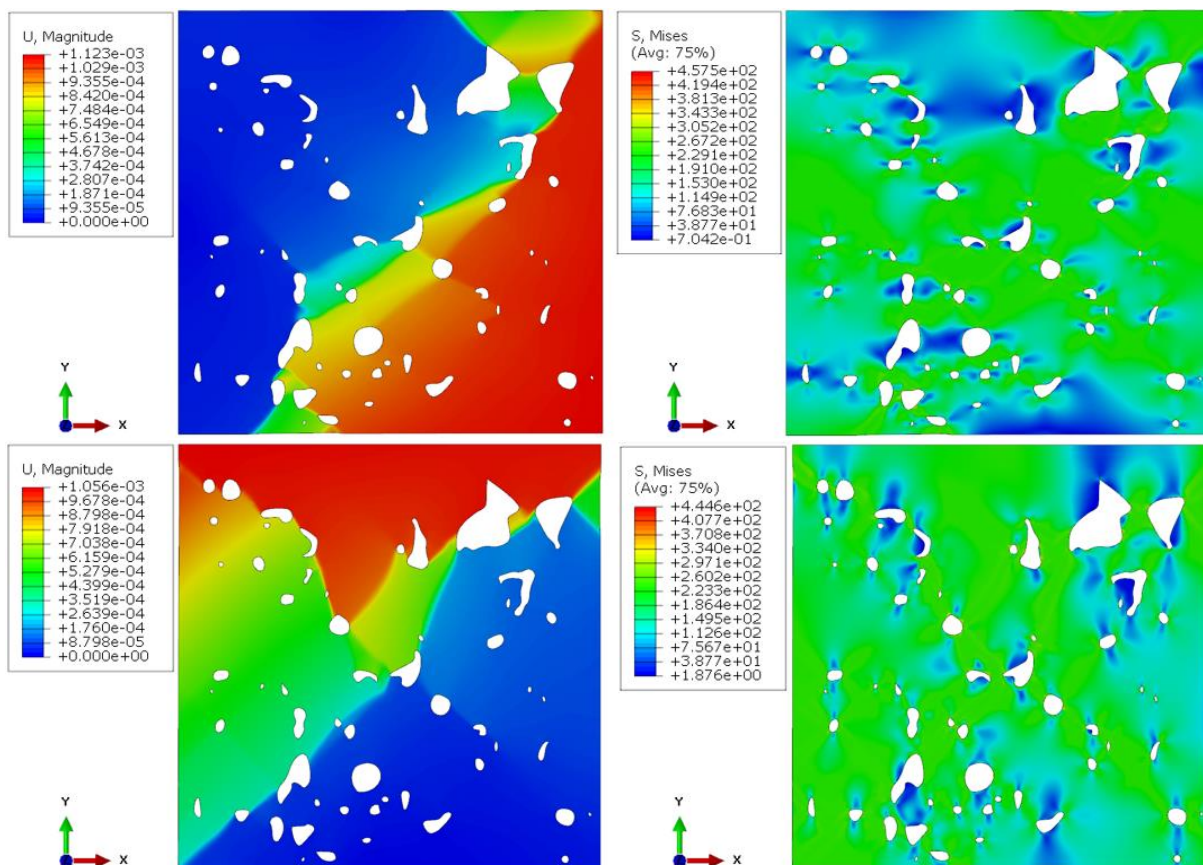 U, Magnitude
+1.123e-03
+1.029e-03
+9.355e-04
+8.420e-04
+7.484e-04
+6.549e-04
+5.613e-04
+4.678e-04
+3.742e-04
+2.807e-04
+1.871e-04
+9.355e-05
+0.000e+00
Y
X
S, Mises
(Avg: 75%)
+4.575e+02
+4.194e+02
+3.813e+02
+3.433e+02
+3.052e+02
+2.672e+02
+2.291e+02
+1.910e+02
+1.530e+02
+1.149e+02
+7.683e+01
+3.877e+01
+7.042e-01
Y
X
U, Magnitude
+1.056e-03
+9.678e-04
+8.798e-04
+7.918e-04
+7.038e-04
+6.159e-04
+5.279e-04
+4.399e-04
+3.519e-04
+2.639e-04
+1.760e-04
+8.798e-05
+0.000e+00
Y
X
S, Mises
(Avg: 75%)
+4.446e+02
+4.077e+02
+3.708e+02
+3.340e+02
+2.971e+02
+2.602e+02
+2.233e+02
+1.864e+02
+1.495e+02
+1.126e+02
+7.567e+01
+3.877e+01
+1.876e+00
Y
X